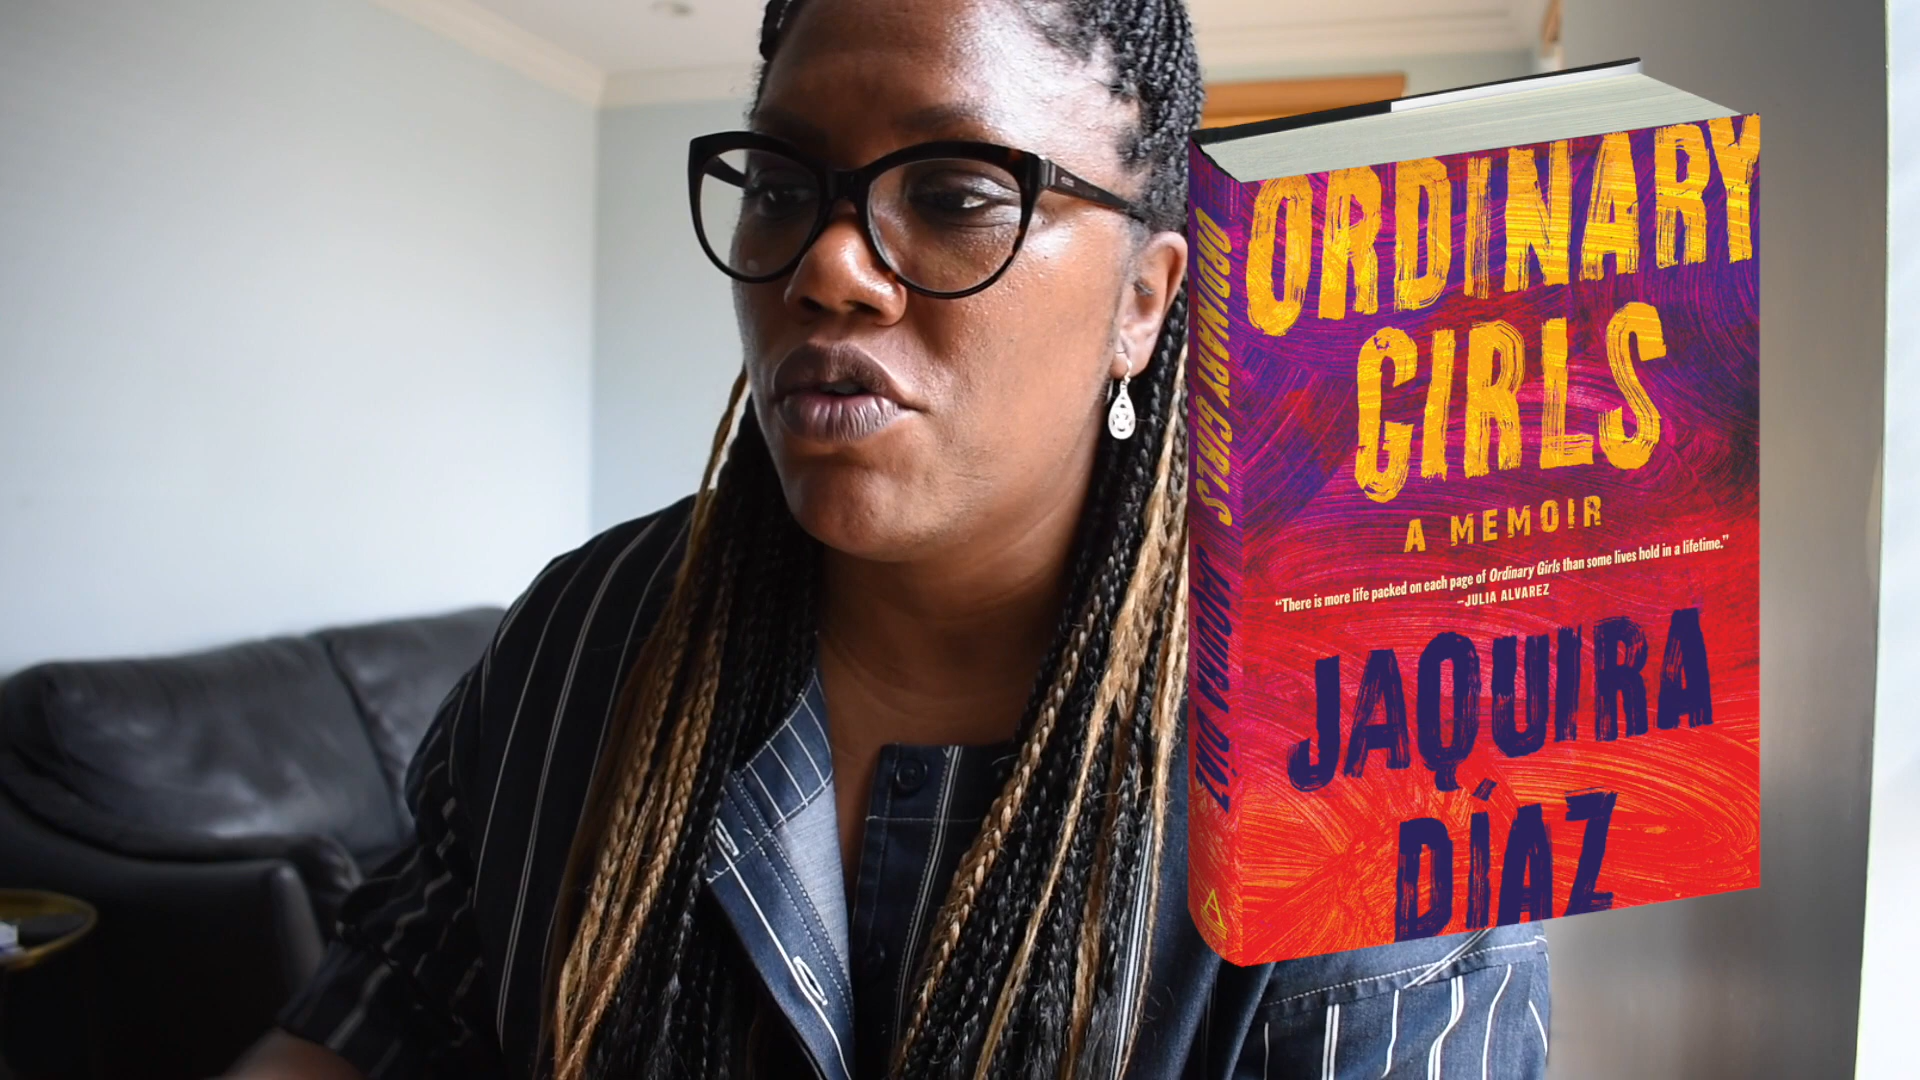 ORDINARY
GIRLS
A MEMOIR
“There is more life packed on each page of Ordinary Girls than some lives hold in a lifetime.”
–JULIA ALVAREZ
JAQUIRA
DÍAZ
ORDINARY GIRLS JAQUIRA DÍAZ